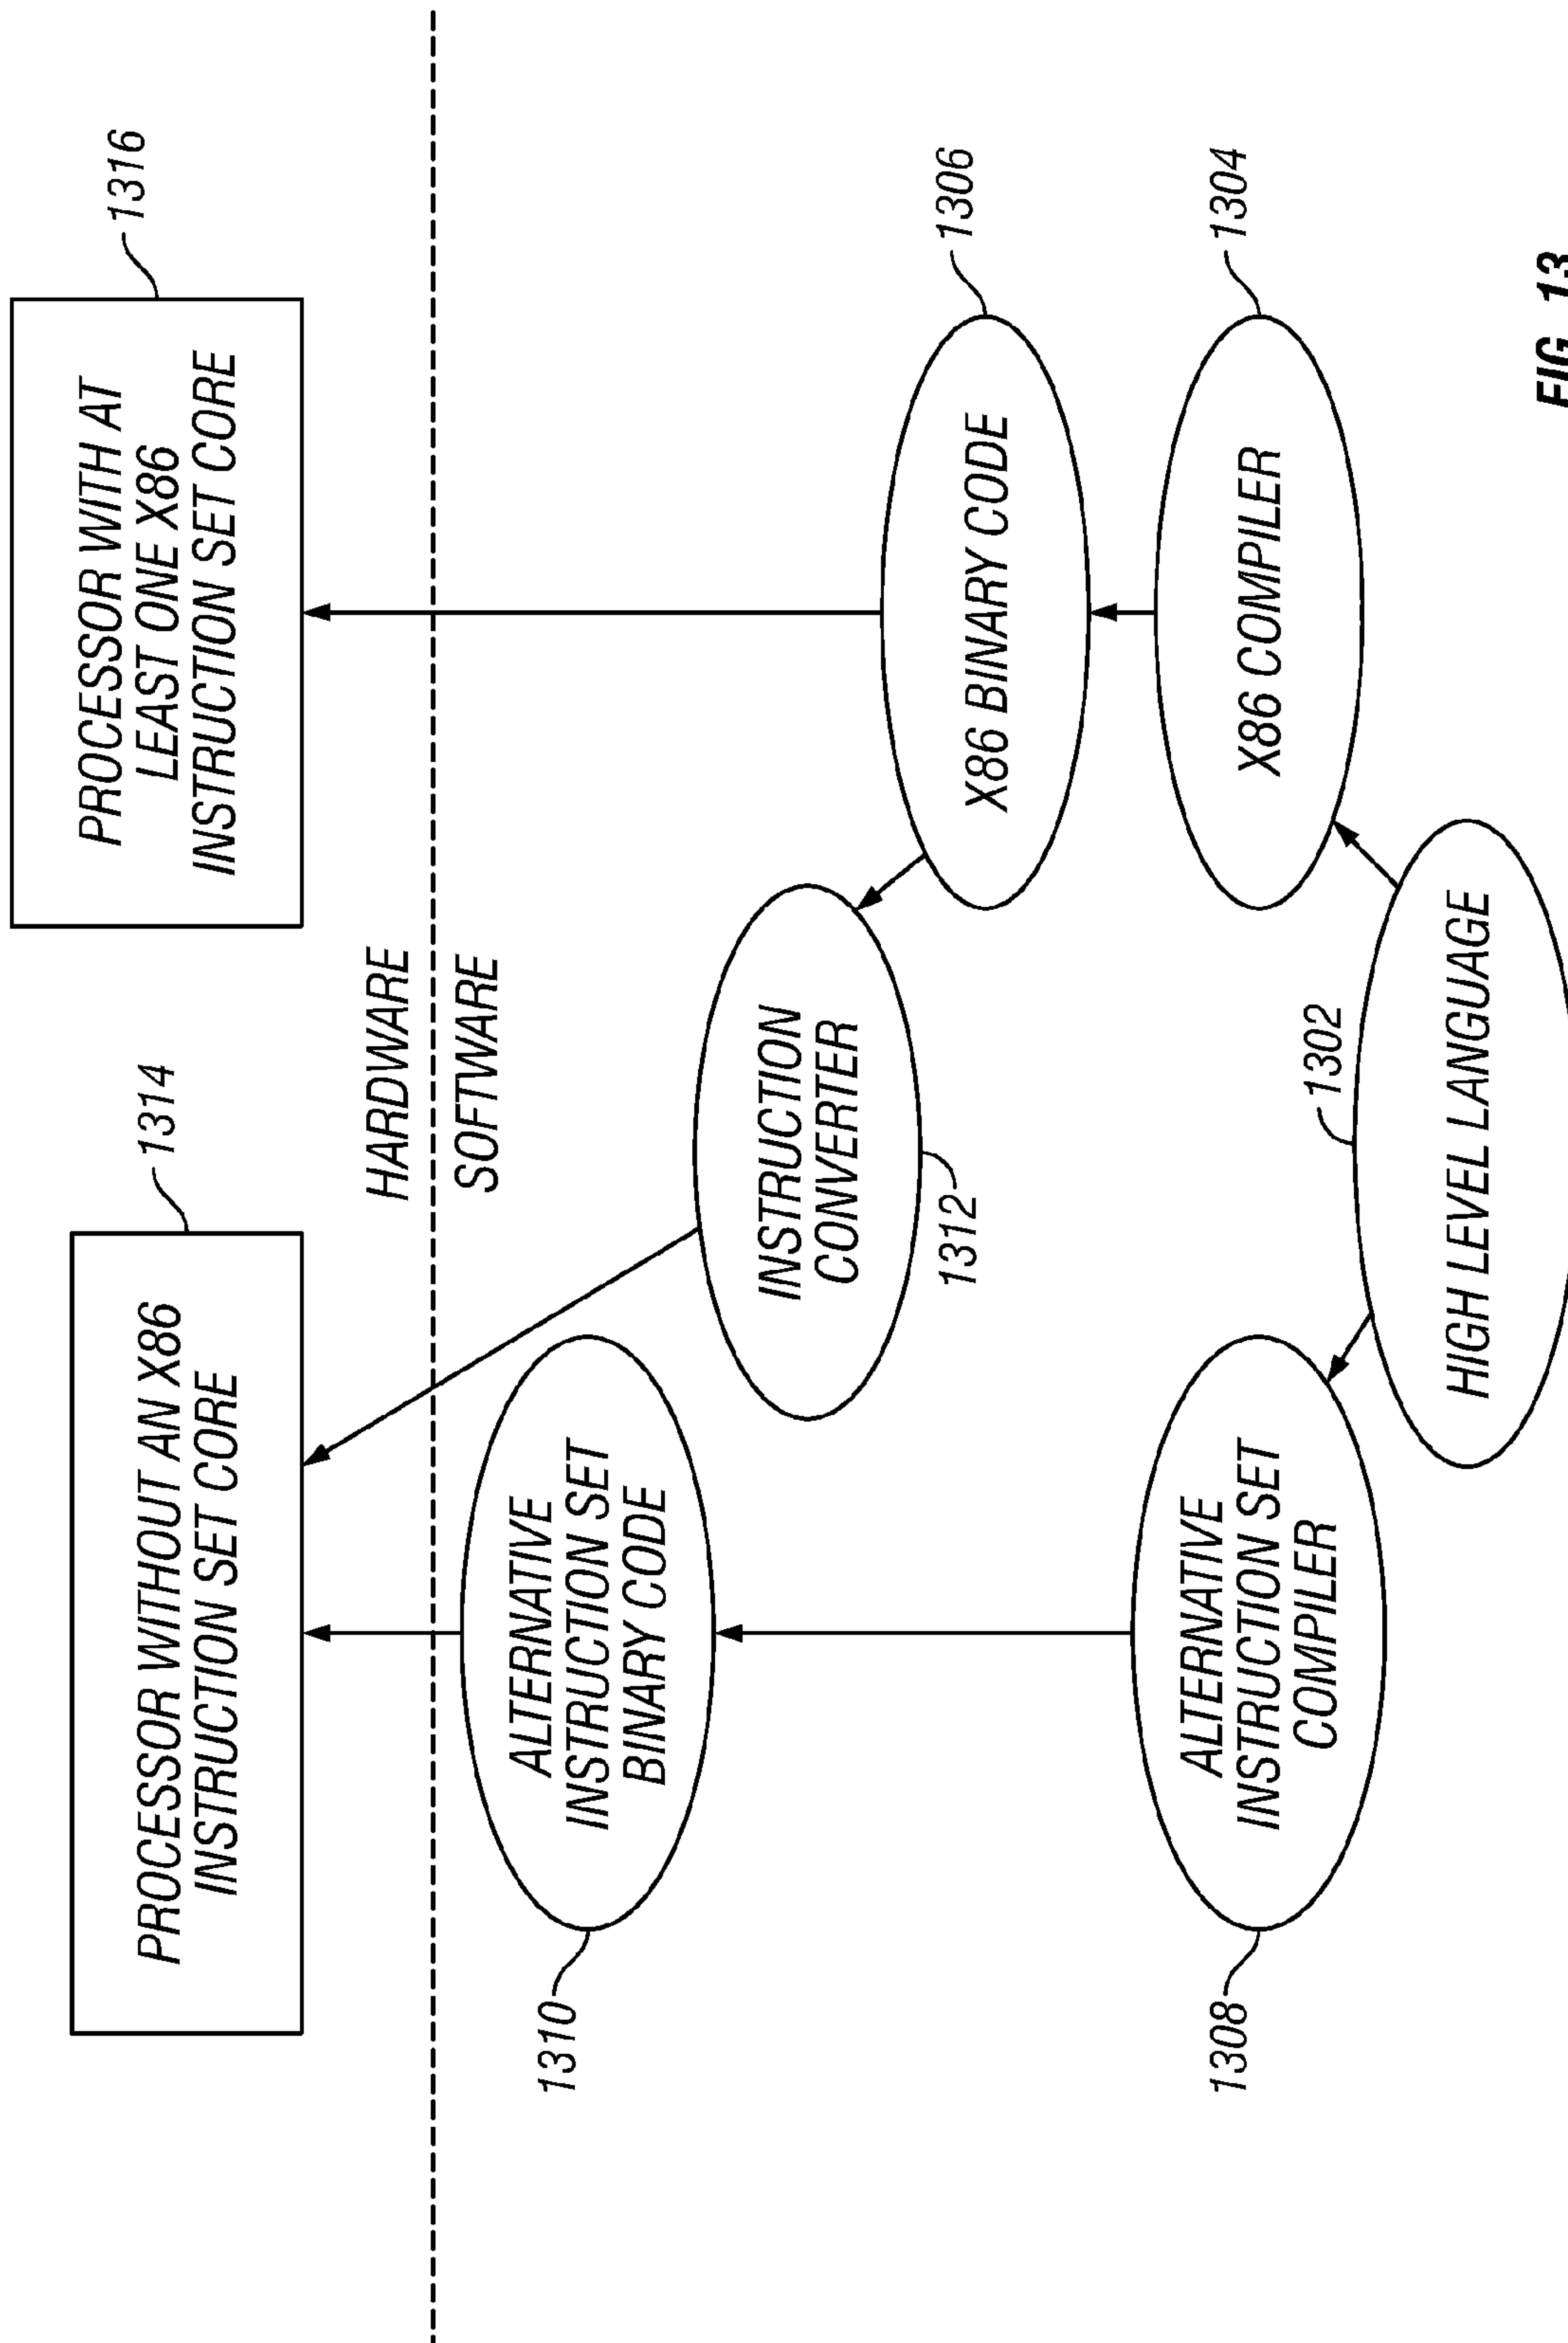 PROCESSOR WITHOUT AN X86
INSTRUCTION SET CORE
1314
PROCESSOR WITH AT
LEAST ONE X86
INSTRUCTION SET CORE
1316
HARDWARE
SOFTWARE
1310
ALTERNATIVE
INSTRUCTION SET
BINARY CODE
INSTRUCTION
CONVERTER
1312
X86 BINARY CODE
1306
1308
ALTERNATIVE
INSTRUCTION SET
COMPILER
X86 COMPILER
1304
1302
HIGH LEVEL LANGUAGE
FIG. 13